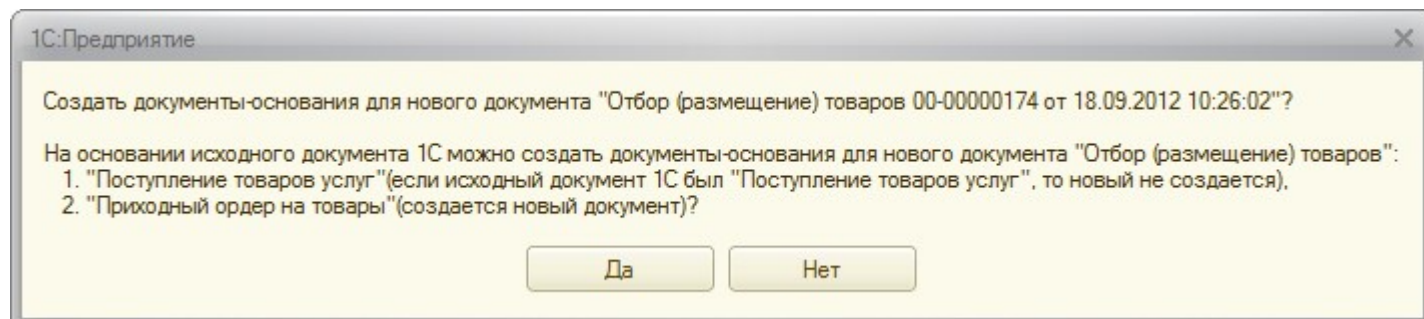 1С:Предприятие
Создать документы-основания для нового документа "Отбор (размещение) товаров 00-00000174 от 18.09.2012 10:26:02"?
На основании исходного документа 1С можно создать документы-основания для нового документа "Отбор (размещение) товаров":
1. "Поступление товаров услуг"(если исходный документ 1С был "Поступление товаров услуг", то новый не создается),
2. "Приходный ордер на товары"(создается новый документ)?
Да
Нет